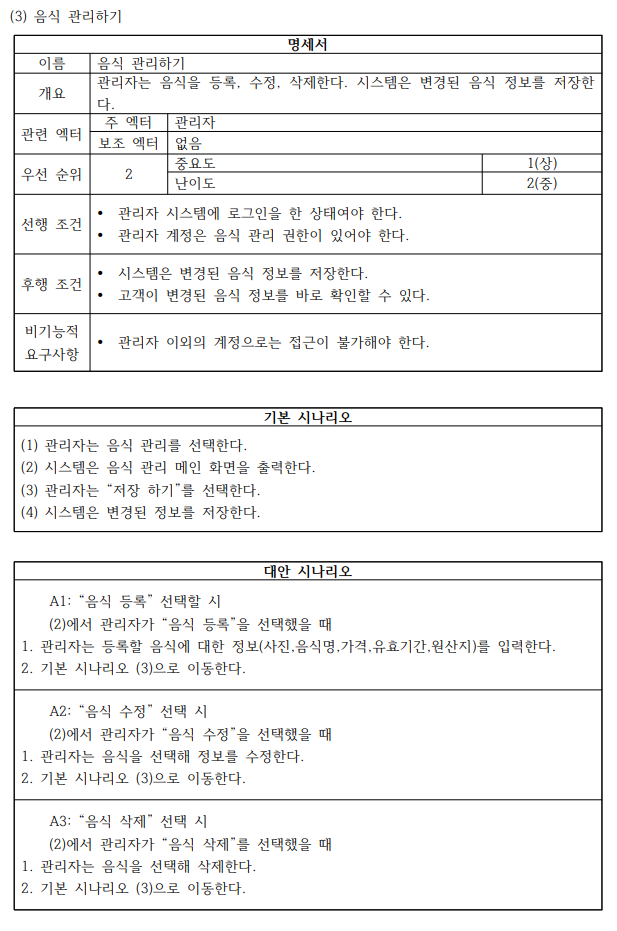 (3) 음식 관리하기
명세서
이름 음식 관리하기
개요 관리자는 음식을 등록, 수정, 삭제한다. 시스템은 변경된 음식 정보를 저장한
다.
관련 엑터 주 엑터 관리자
보조 엑터 없음
우선 순위 2 중요도 1(상)
난이도 2(중)
선행 조건
• 관리자 시스템에 로그인을 한 상태여야 한다.
• 관리자 계정은 음식 관리 권한이 있어야 한다.
후행 조건
• 시스템은 변경된 음식 정보를 저장한다.
• 고객이 변경된 음식 정보를 바로 확인할 수 있다.
비기능적
요구사항
• 관리자 이외의 계정으로는 접근이 불가해야 한다.
기본 시나리오
(1) 관리자는 음식 관리를 선택한다.
(2) 시스템은 음식 관리 메인 화면을 출력한다.
(3) 관리자는 “저장 하기”를 선택한다.
(4) 시스템은 변경된 정보를 저장한다.
대안 시나리오
A1: “음식 등록” 선택할 시
(2)에서 관리자가 “음식 등록”을 선택했을 때
1. 관리자는 등록할 음식에 대한 정보(사진,음식명,가격,유효기간,원산지)를 입력한다.
2. 기본 시나리오 (3)으로 이동한다.
A2: “음식 수정” 선택 시
(2)에서 관리자가 “음식 수정”을 선택했을 때
1. 관리자는 음식을 선택해 정보를 수정한다.
2. 기본 시나리오 (3)으로 이동한다.
A3: “음식 삭제” 선택 시
(2)에서 관리자가 “음식 삭제”를 선택했을 때
1. 관리자는 음식을 선택해 삭제한다.
2. 기본 시나리오 (3)으로 이동한다.